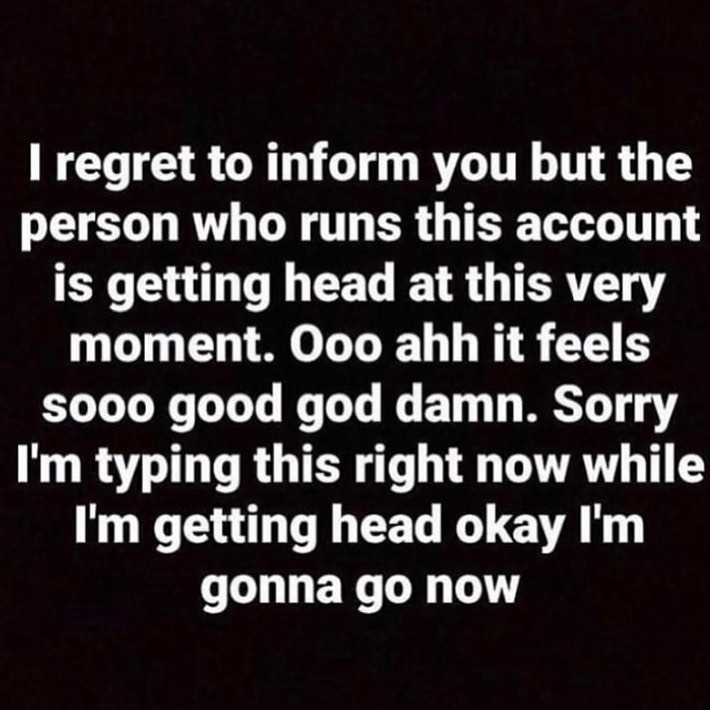 I regret to inform you but the
person who runs this account
is getting head at this very
moment. Ooo ahh it feels
sooo good god damn. Sorry
I'm typing this right now while
I'm getting head okay I'm
gonna go now